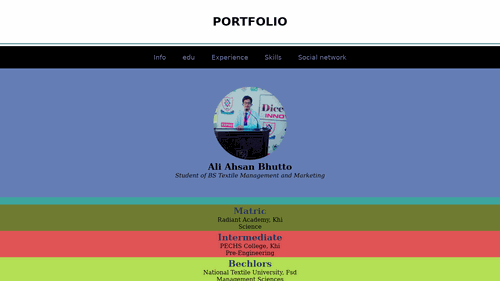 PORTFOLIO
Info edu Experience Skills Social network
Dice
INNO
Ali Ahsan Bhutto
Student of BS Textile Management and Marketing
Matric
Radiant Academy, Khi
Science
Intermediate
PECHS College, Khi
Pre-Engineering
Bechlors
National Textile University, Fsd
Management Sciences